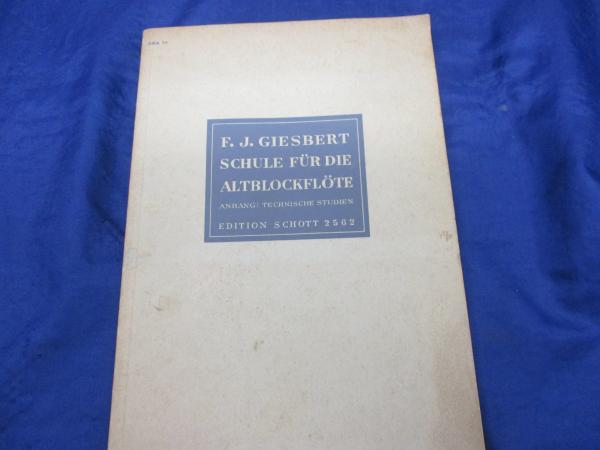 F. J. GIESBERT
SCHULE FÜR DIE
ALTBLOCKFLÖTE
ANHANG: TECHNISCHE STUDIEN
EDITION SCHOTT 2562